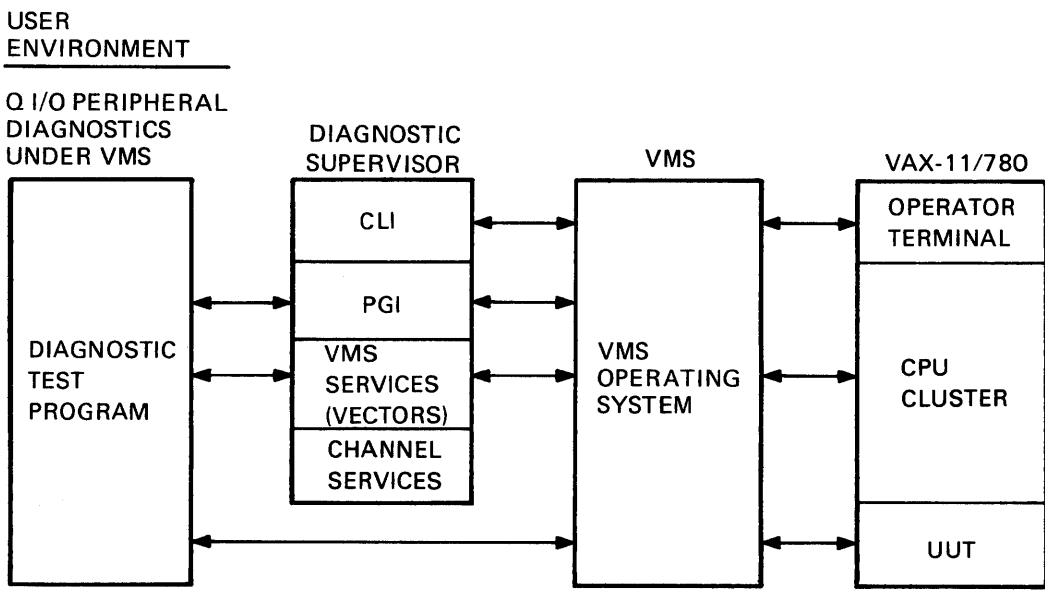 USER
ENVIRONMENT
Q I/O PERIPHERAL
DIAGNOSTICS
UNDER VMS
DIAGNOSTIC
SUPERVISOR
VMS
VAX-11/780
DIAGNOSTIC
TEST
PROGRAM
CLI
PGI
VMS
SERVICES
(VECTORS)
CHANNEL
SERVICES
VMS
OPERATING
SYSTEM
OPERATOR
TERMINAL
CPU
CLUSTER
UUT